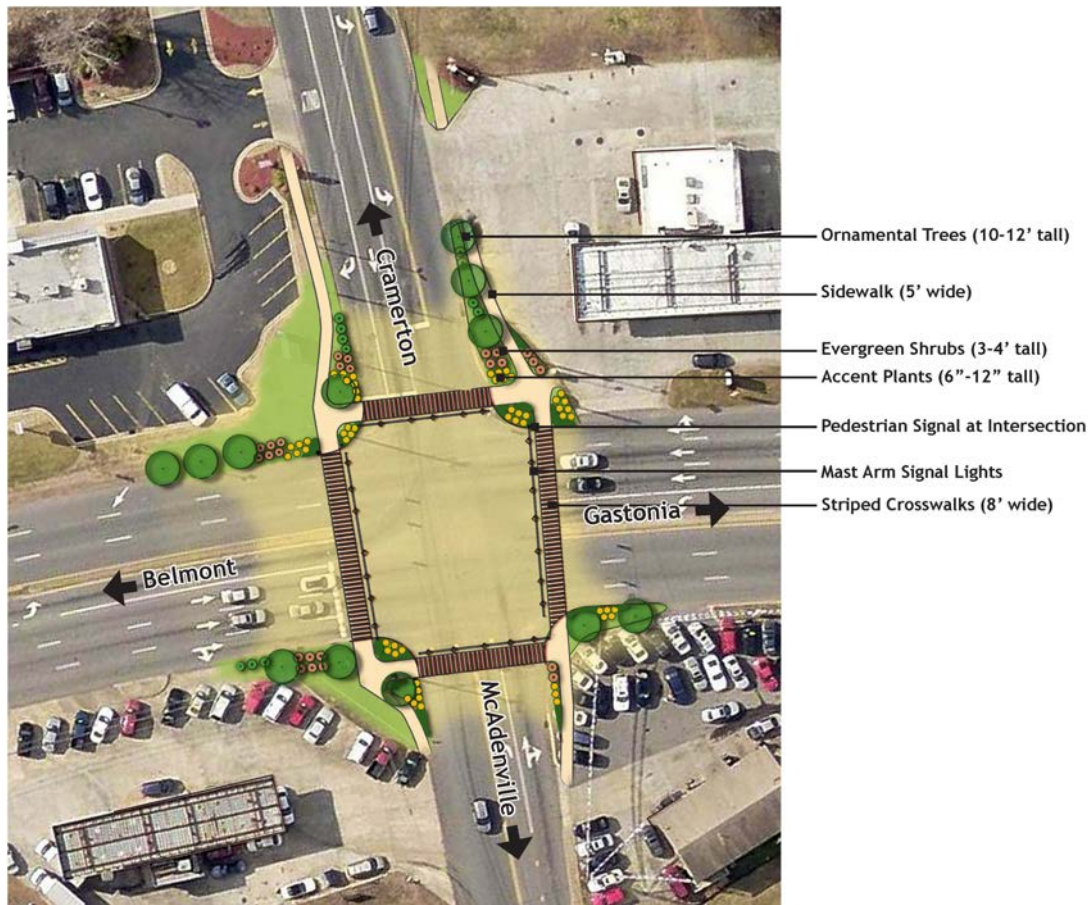 Ornamental Trees (10-12’ tall)
Sidewalk (5’ wide)
Cramerton
Evergreen Shrubs (3-4’ tall)
Accent Plants (6”-12” tall)
Pedestrian Signal at Intersection
Mast Arm Signal Lights
Striped Crosswalks (8’ wide)
Gastonia
Belmont
McAdenville